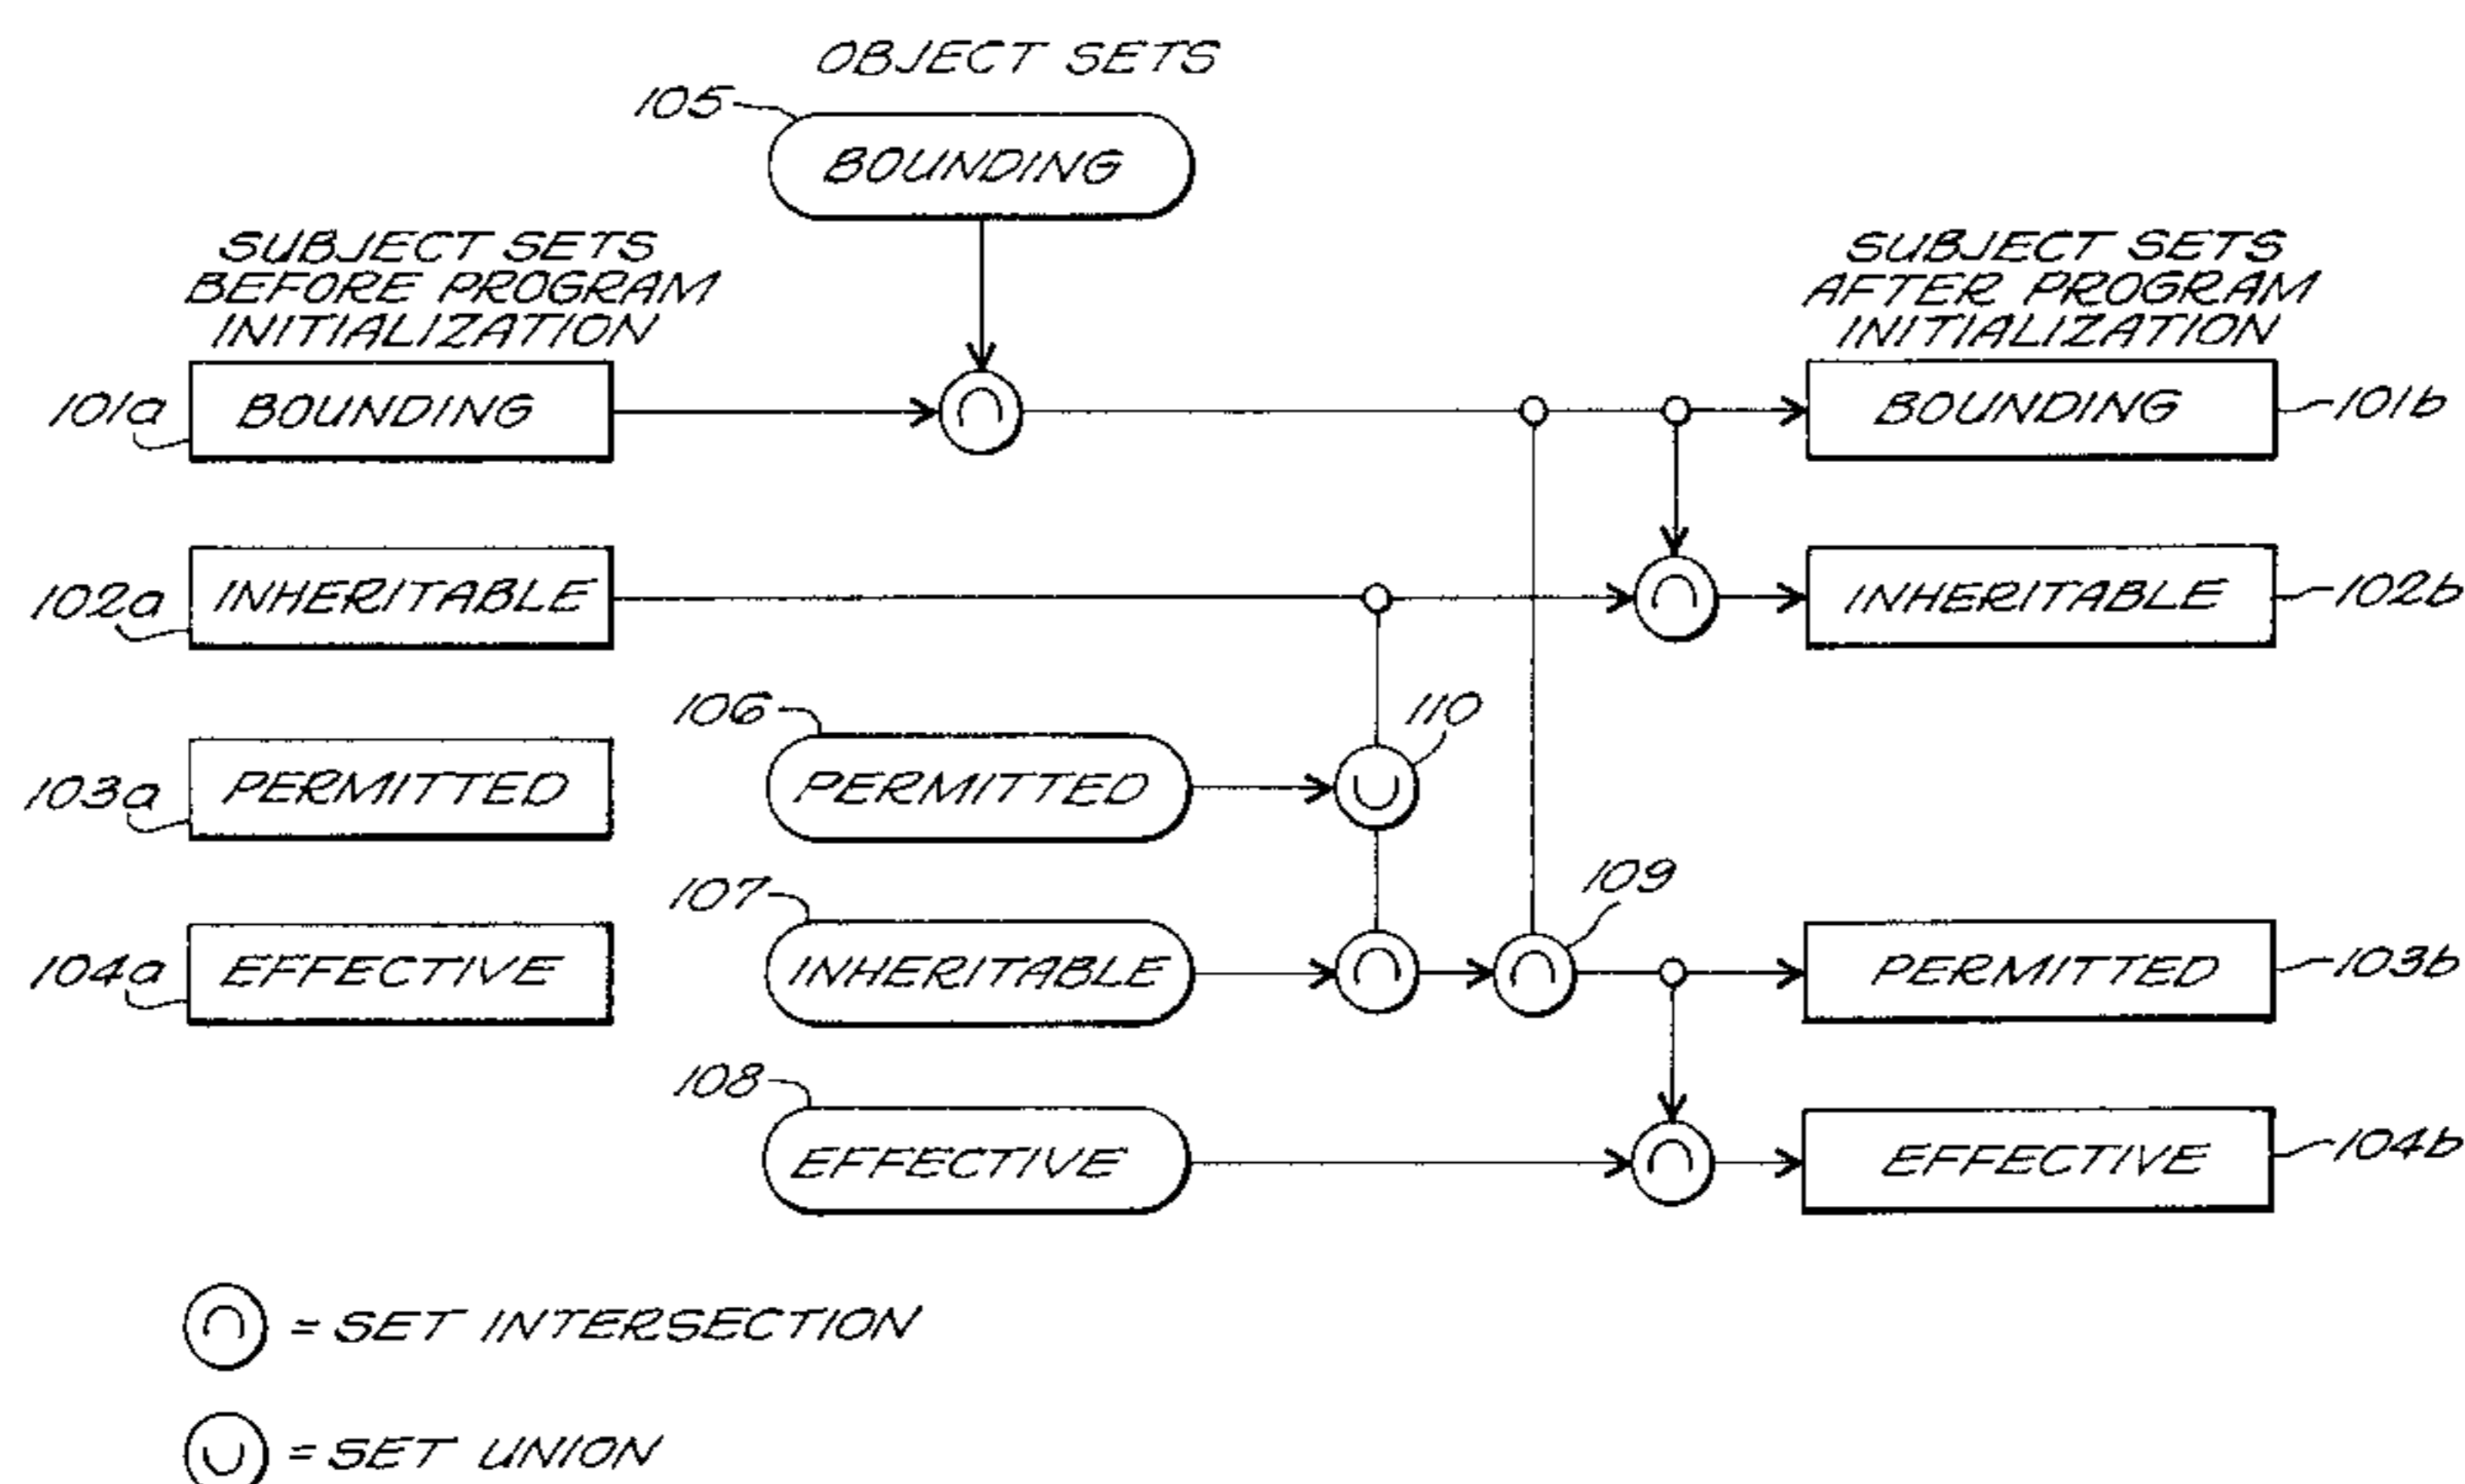 OBJECT SETS
105
BOUNDING
SUBJECT SETS
BEFORE PROGRAM
INITIALIZATION
SUBJECT SETS
AFTER PROGRAM
INITIALIZATION
101a
BOUNDING
BOUNDING
101b
102a
INHERITABLE
INHERITABLE
102b
106
110
103a
PERMITTED
PERMITTED
107
109
104a
EFFECTIVE
INHERITABLE
PERMITTED
103b
108
EFFECTIVE
EFFECTIVE
104b
= SET INTERSECTION
= SET UNION